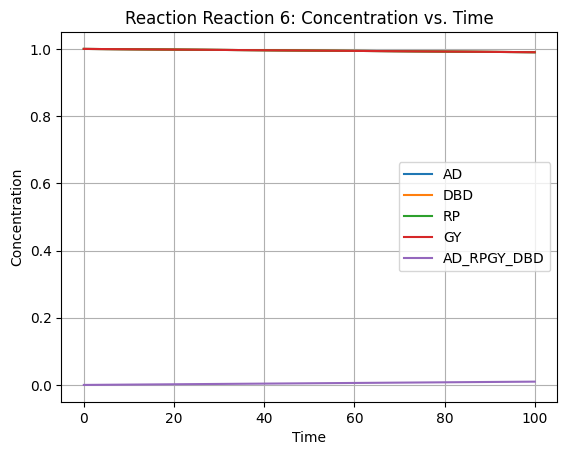 Reaction Reaction 6: Concentration vs. Time
1.0
0.8
0.6
0.4
0.2
0.0
Concentration
AD
DBD
RP
GY
AD_RPGY_DBD
0 20 40 60 80 100
Time